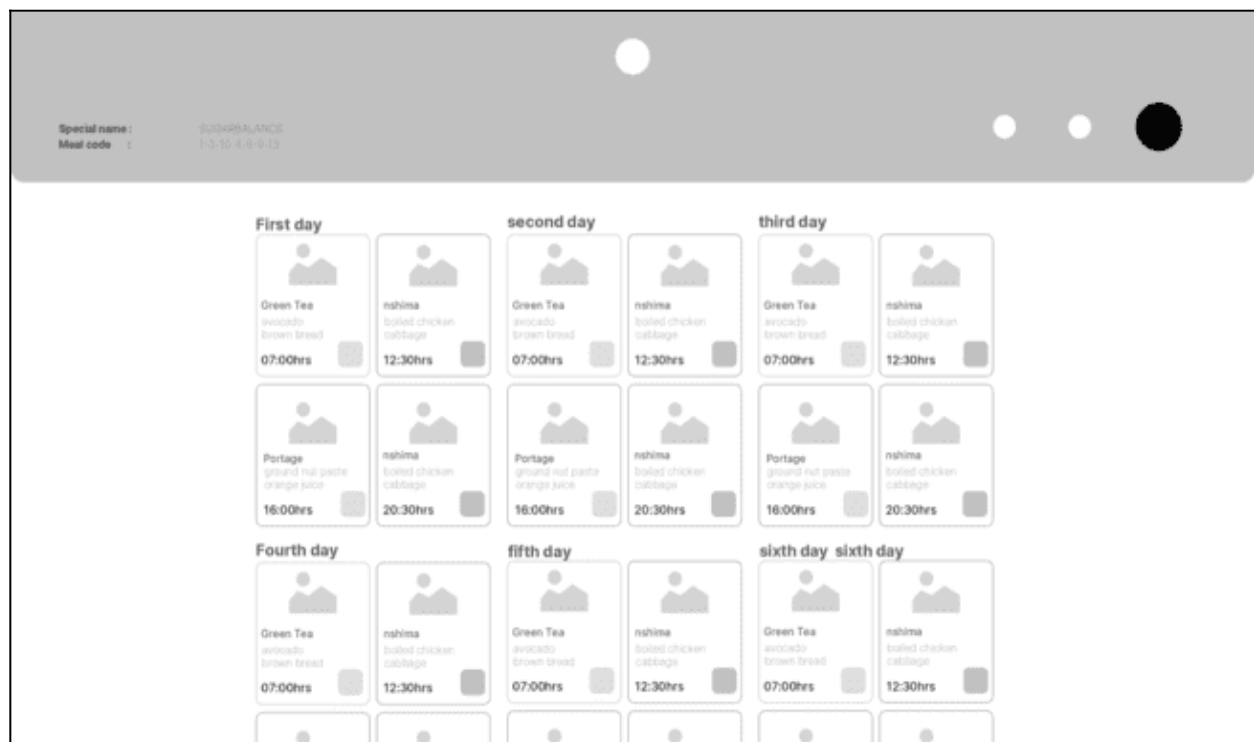 Special name : SUGARBALANCE
Meal code : 1-3-10-4-6-9-13
First day
Green Tea
avocado
brown bread
07:00hrs
nshima
boiled chicken
cabbage
12:30hrs
Portage
ground nut paste
orange juice
16:00hrs
nshima
boiled chicken
cabbage
20:30hrs
second day
Green Tea
avocado
brown bread
07:00hrs
nshima
boiled chicken
cabbage
12:30hrs
Portage
ground nut paste
orange juice
16:00hrs
nshima
boiled chicken
cabbage
20:30hrs
third day
Green Tea
avocado
brown bread
07:00hrs
nshima
boiled chicken
cabbage
12:30hrs
Portage
ground nut paste
orange juice
16:00hrs
nshima
boiled chicken
cabbage
20:30hrs
Fourth day
Green Tea
avocado
brown bread
07:00hrs
nshima
boiled chicken
cabbage
12:30hrs
fifth day
Green Tea
avocado
brown bread
07:00hrs
nshima
boiled chicken
cabbage
12:30hrs
sixth day sixth day
Green Tea
avocado
brown bread
07:00hrs
nshima
boiled chicken
cabbage
12:30hrs